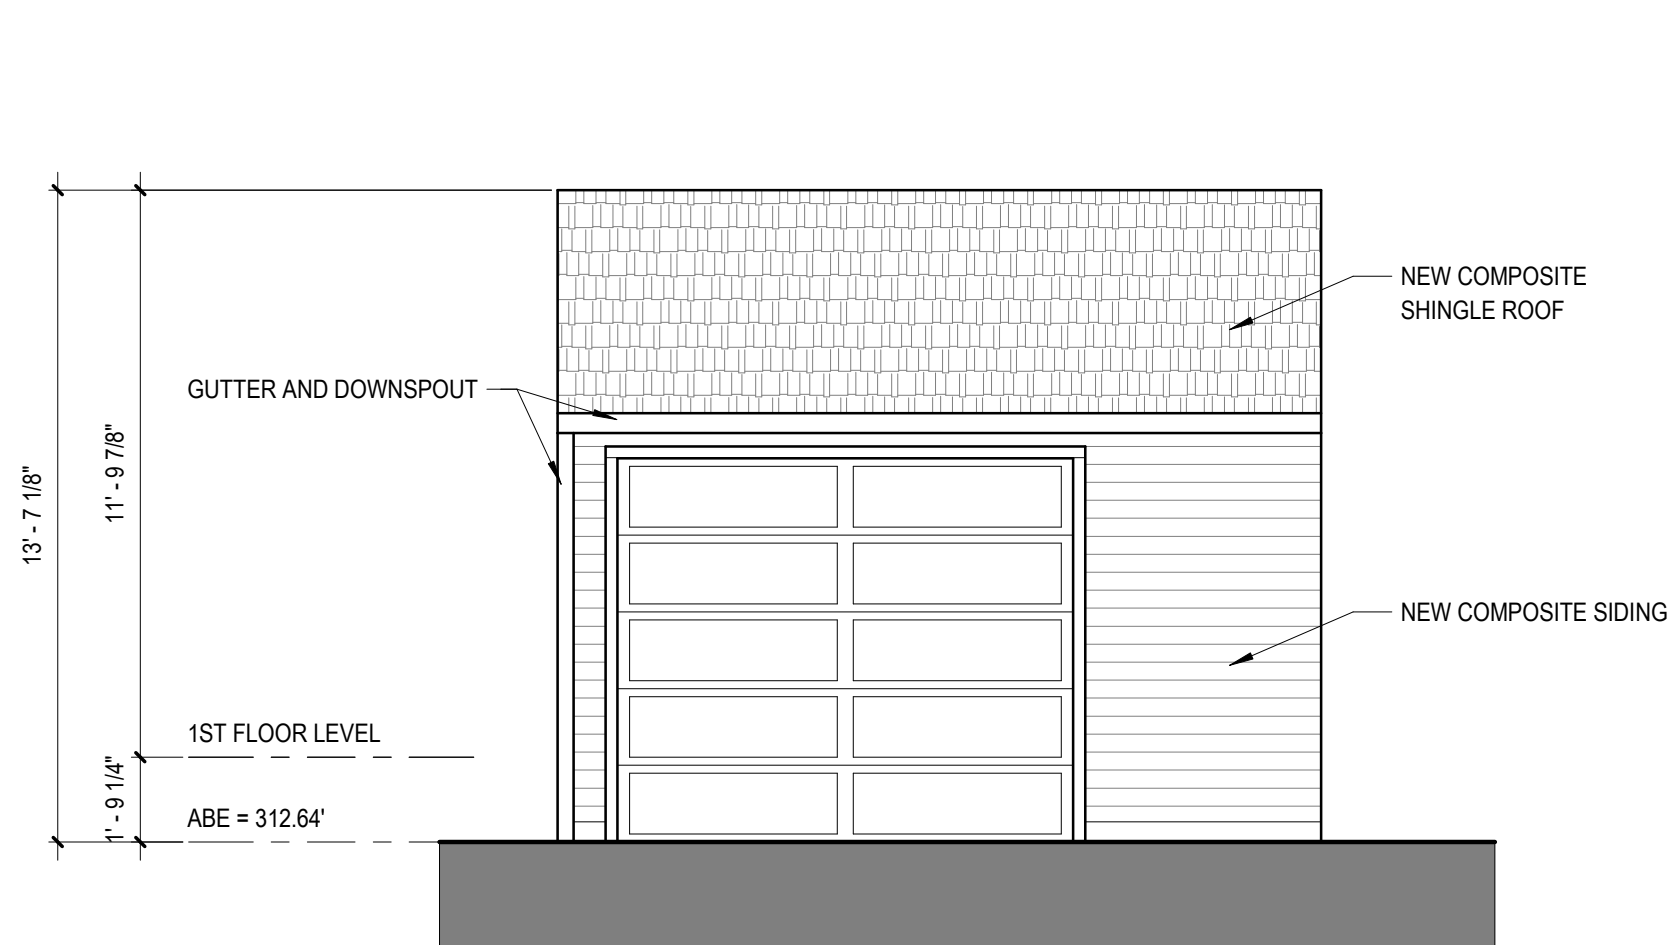 NEW COMPOSITE
SHINGLE ROOF
GUTTER AND DOWNSPOUT
11' - 9 7/8"
13' - 7 1/8"
NEW COMPOSITE SIDING
1ST FLOOR LEVEL
1' - 9 1/4"
ABE = 312.64'